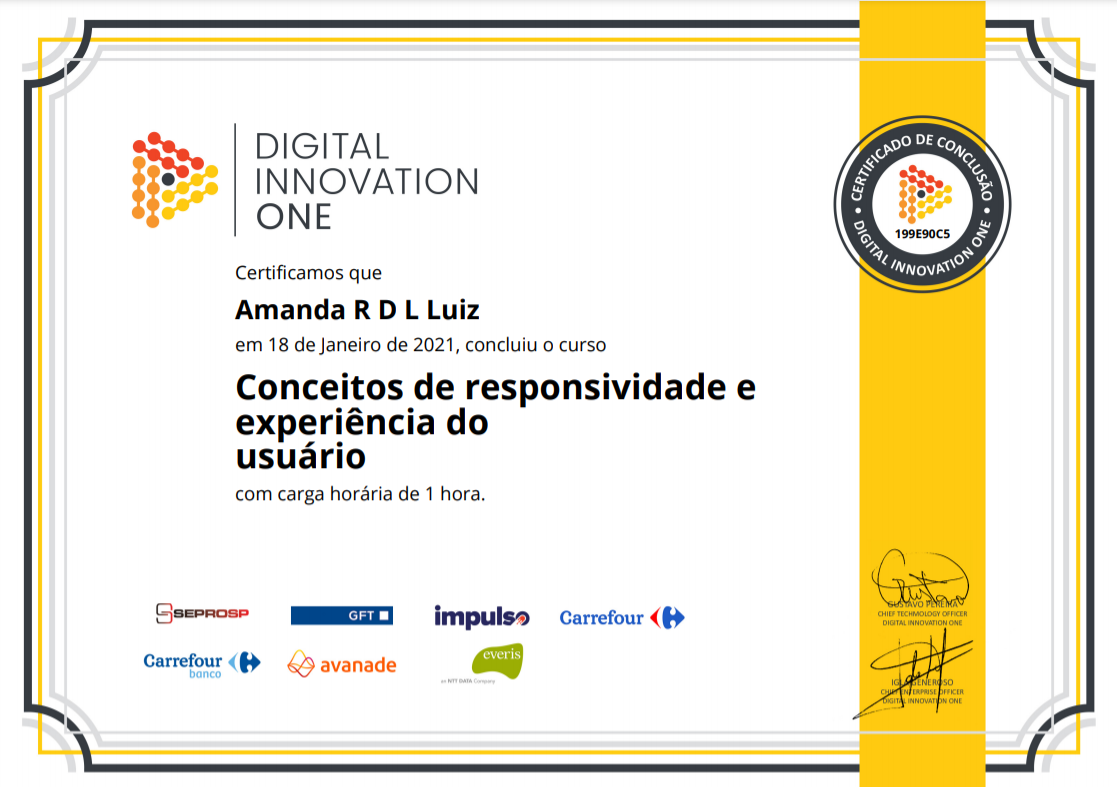 DIGITAL
INNOVATION
ONE
CERTIFICADO DE CONCLUSÃO
199E90C5
DIGITAL INNOVATION ONE
Certificamos que
Amanda R D L Luiz
em 18 de Janeiro de 2021, concluiu o curso
Conceitos de responsividade e
experiência do
usuário
com carga horária de 1 hora.
SEPROSP
GFT
impulso
Carrefour
Carrefour
banco
avanade
everis
an NTT DATA Company
GUSTAVO PEREIRA
CHIEF TECHMOLOGY OFFICER
DIGITAL INNOVATION ONE
IGLÁ GENEROSO
CHIEF ENTERPRISE OFFICER
DIGITAL INNOVATION ONE